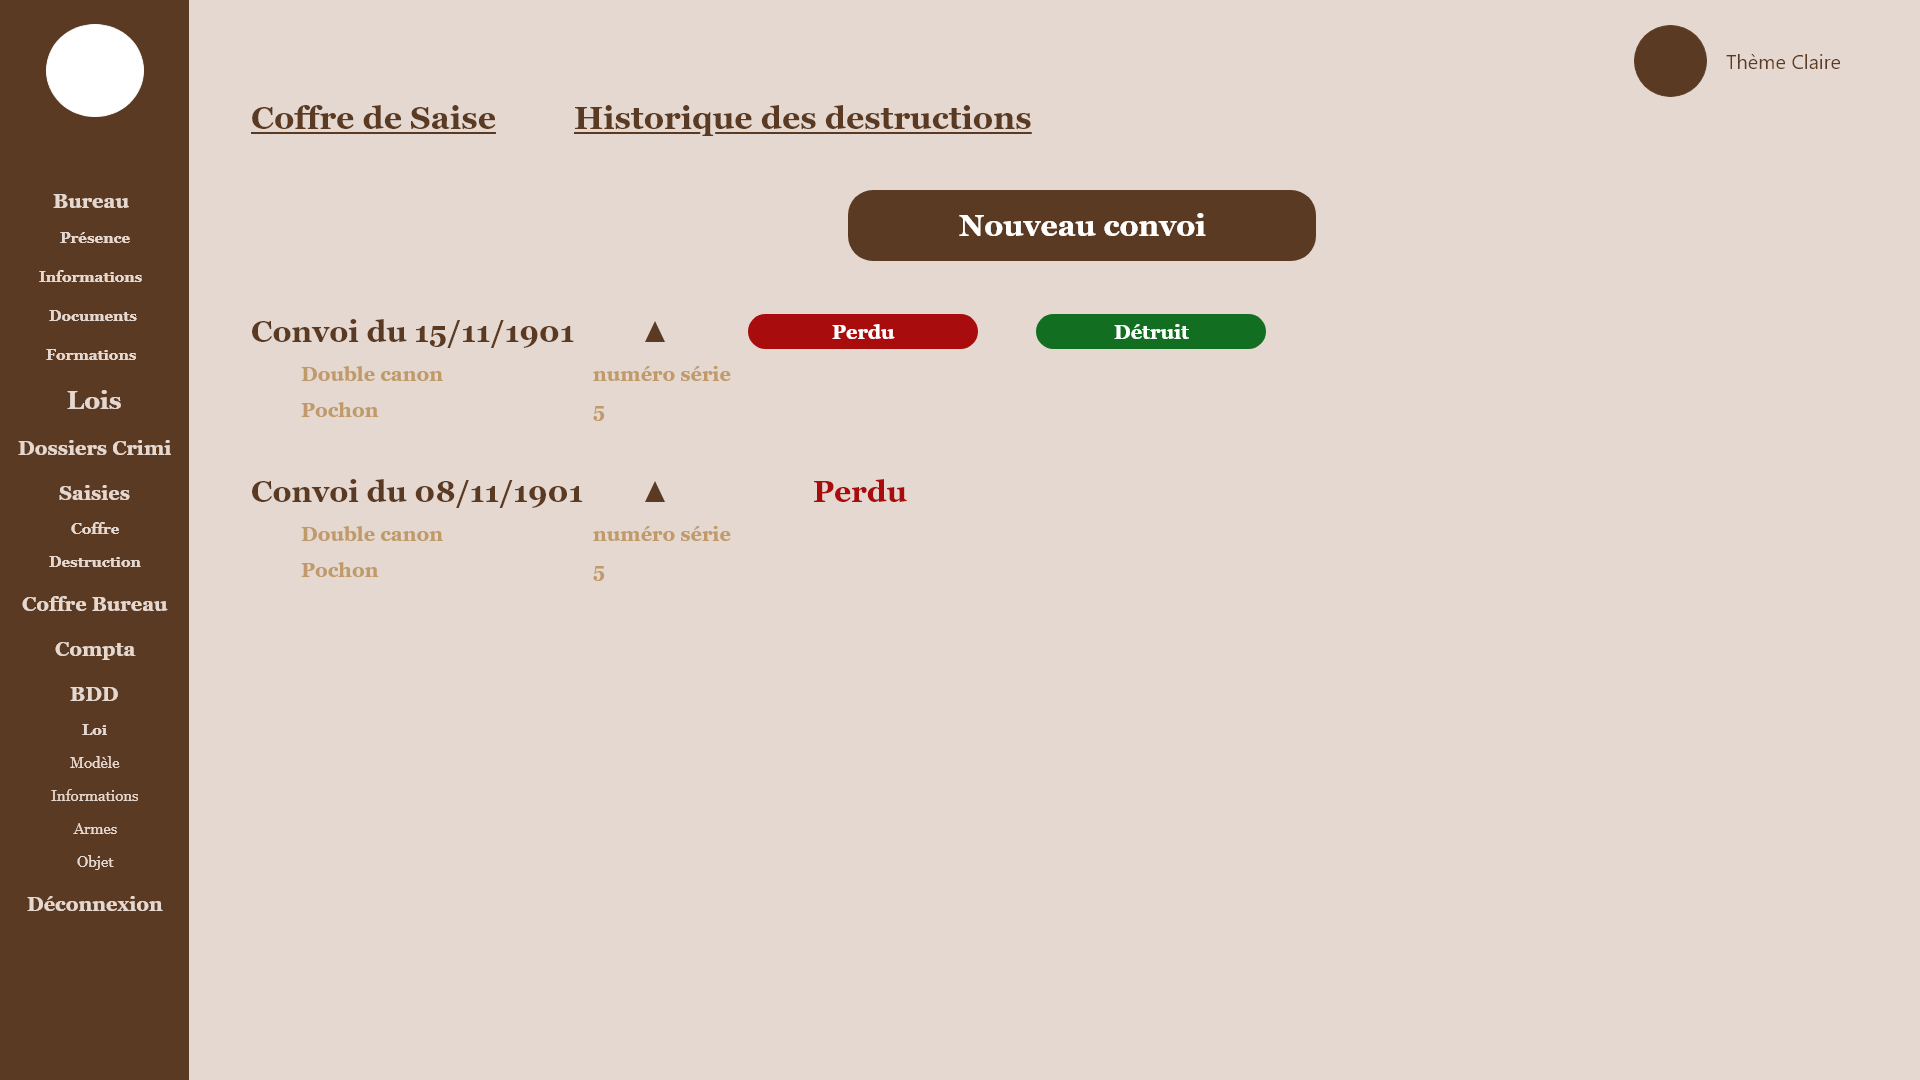 Bureau
Présence
Informations
Documents
Formations
Lois
Dossiers Crimi
Saisies
Coffre
Destruction
Coffre Bureau
Compta
BDD
Loi
Modèle
Informations
Armes
Objet
Déconnexion
Thème Claire
Coffre de Saise Historique des destructions
Nouveau convoi
Convoi du 15/11/1901 ▲ Perdu Détruit
Double canon numéro série
Pochon 5
Convoi du 08/11/1901 ▲ Perdu
Double canon numéro série
Pochon 5